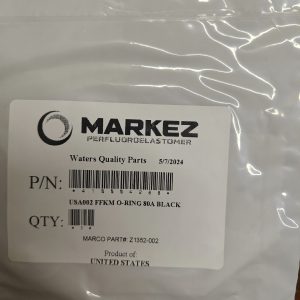 MARKEZ
PERFLUOROELASTOMER
Waters Quality Parts 5/7/2024
P/N:
USA002 FFKM O-RING 80A BLACK
QTY:
MARCO PART# Z1352-002
Product of:
UNITED STATES